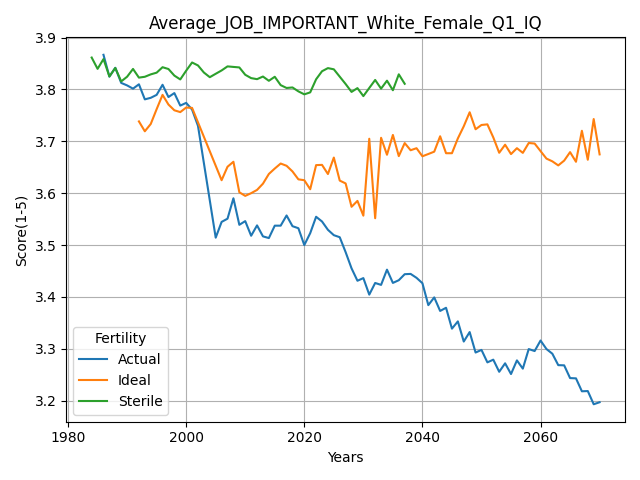 Average_JOB_IMPORTANT_White_Female_Q1_IQ
3.9
3.8
3.7
3.6
3.5
3.4
3.3
3.2
Score(1-5)
Fertility
Actual
Ideal
Sterile
1980
2000
2020
2040
2060
Years